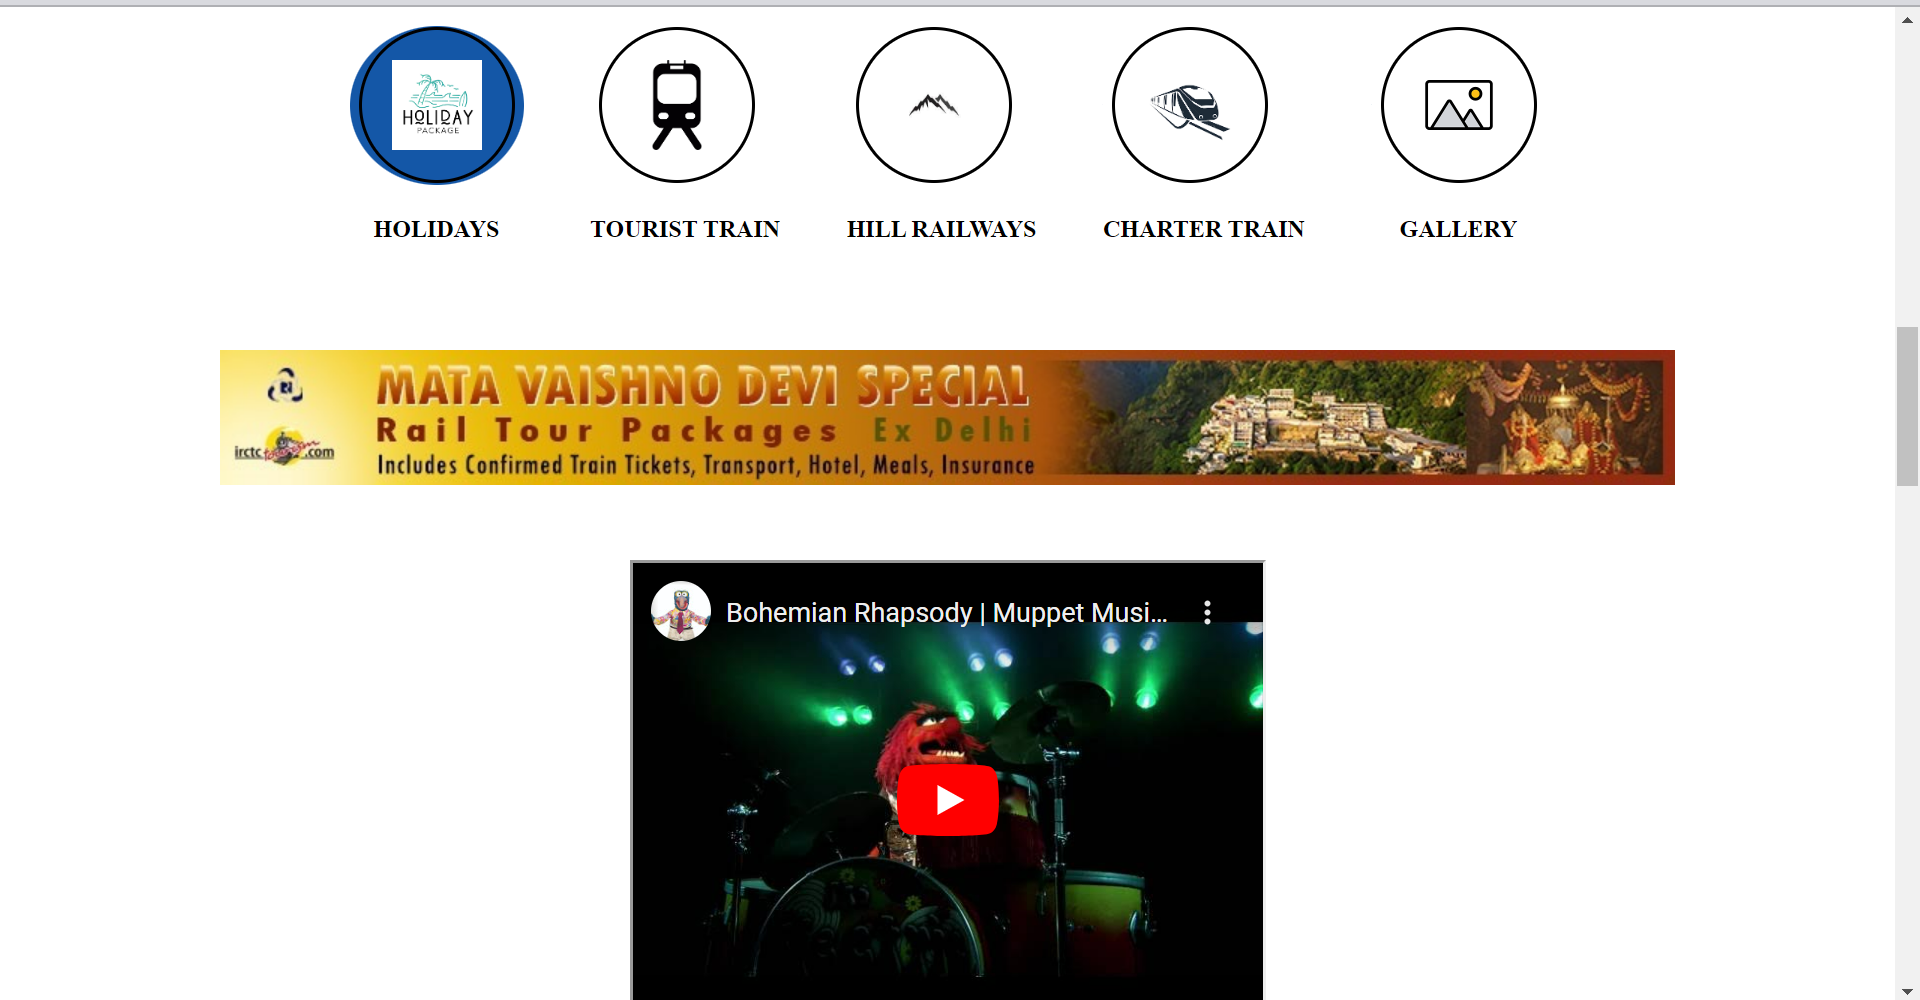 HOLIDAY
PACKAGE
HOLIDAYS
TOURIST TRAIN
HILL RAILWAYS
CHARTER TRAIN
GALLERY
MATA VAISHNO DEVI SPECIAL
Rail Tour Packages Ex Delhi
irctc tourism .com
Includes Confirmed Train Tickets, Transport, Hotel, Meals, Insurance
Bohemian Rhapsody | Muppet Musi...